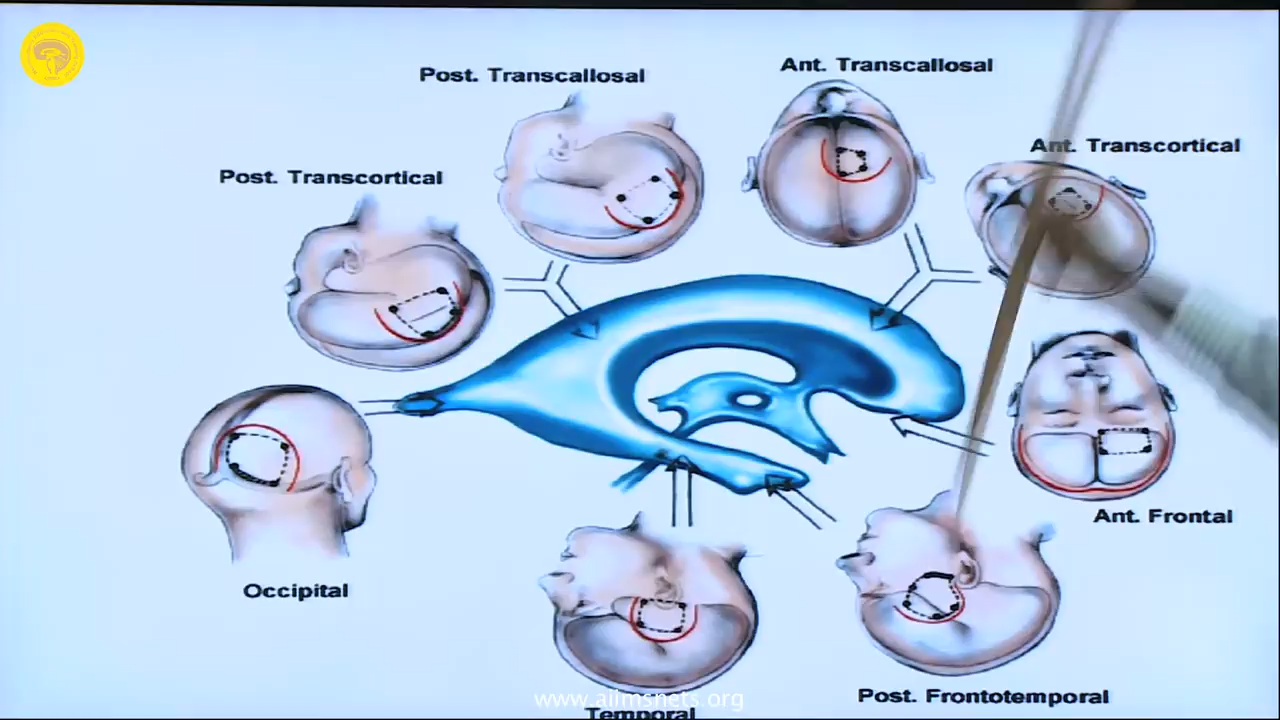 Post. Transcallosal
Ant. Transcallosal
Ant. Transcortical
Post. Transcortical
Ant. Frontal
Occipital
Post. Frontotemporal
www.aiimsnets.org
Temporal